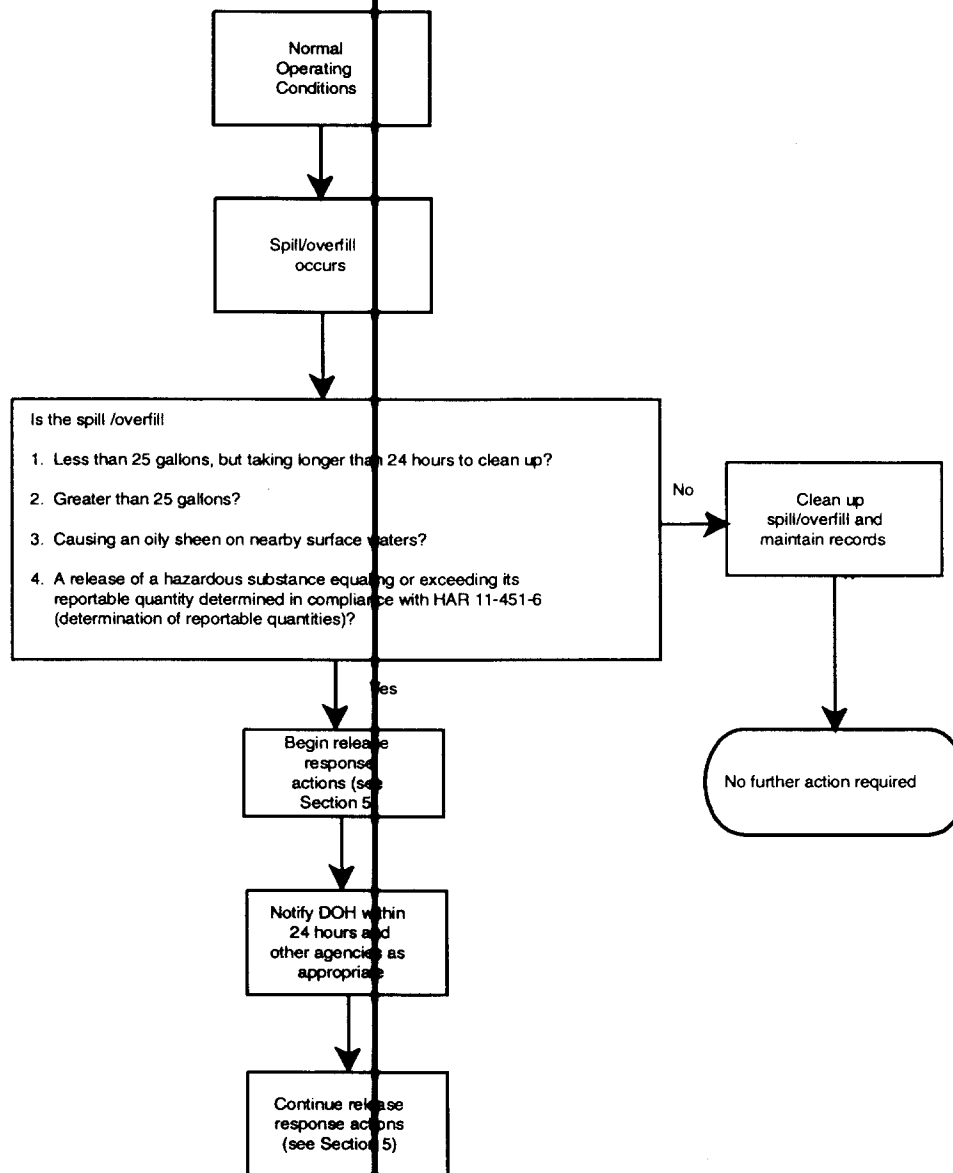 Normal
Operating
Conditions
Spill/overfill
occurs
Is the spill /overfill
1. Less than 25 gallons, but taking longer than 24 hours to clean up?
2. Greater than 25 gallons?
3. Causing an oily sheen on nearby surface waters?
4. A release of a hazardous substance equaling or exceeding its
reportable quantity determined in compliance with HAR 11-451-6
(determination of reportable quantities)?
No
Clean up
spill/overfill and
maintain records
No further action required
Yes
Begin release
response
actions (see
Section 5)
Notify DOH within
24 hours and
other agencies as
appropriate
Continue release
response actions
(see Section 5)